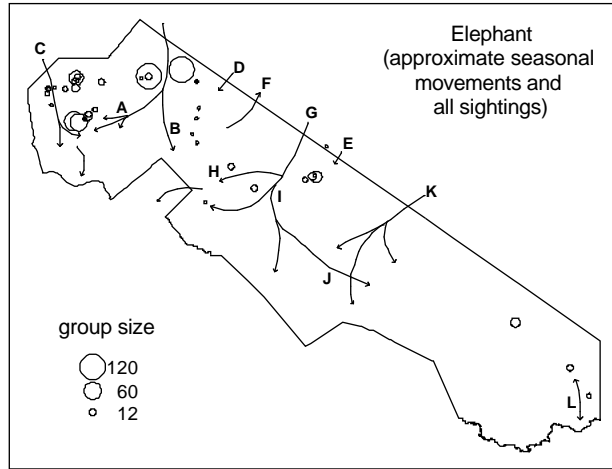 Elephant
(approximate seasonal
movements and
all sightings)
C
D
F
A
G
B
E
H
I
K
J
L
group size
120
60
12